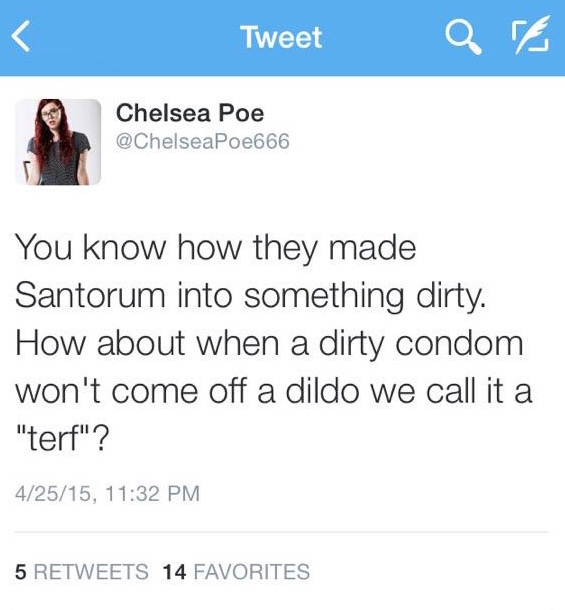 Tweet
Chelsea Poe
@ChelseaPoe666
You know how they made
Santorum into something dirty.
How about when a dirty condom
won't come off a dildo we call it a
"terf"?
4/25/15, 11:32 PM
5 RETWEETS 14 FAVORITES